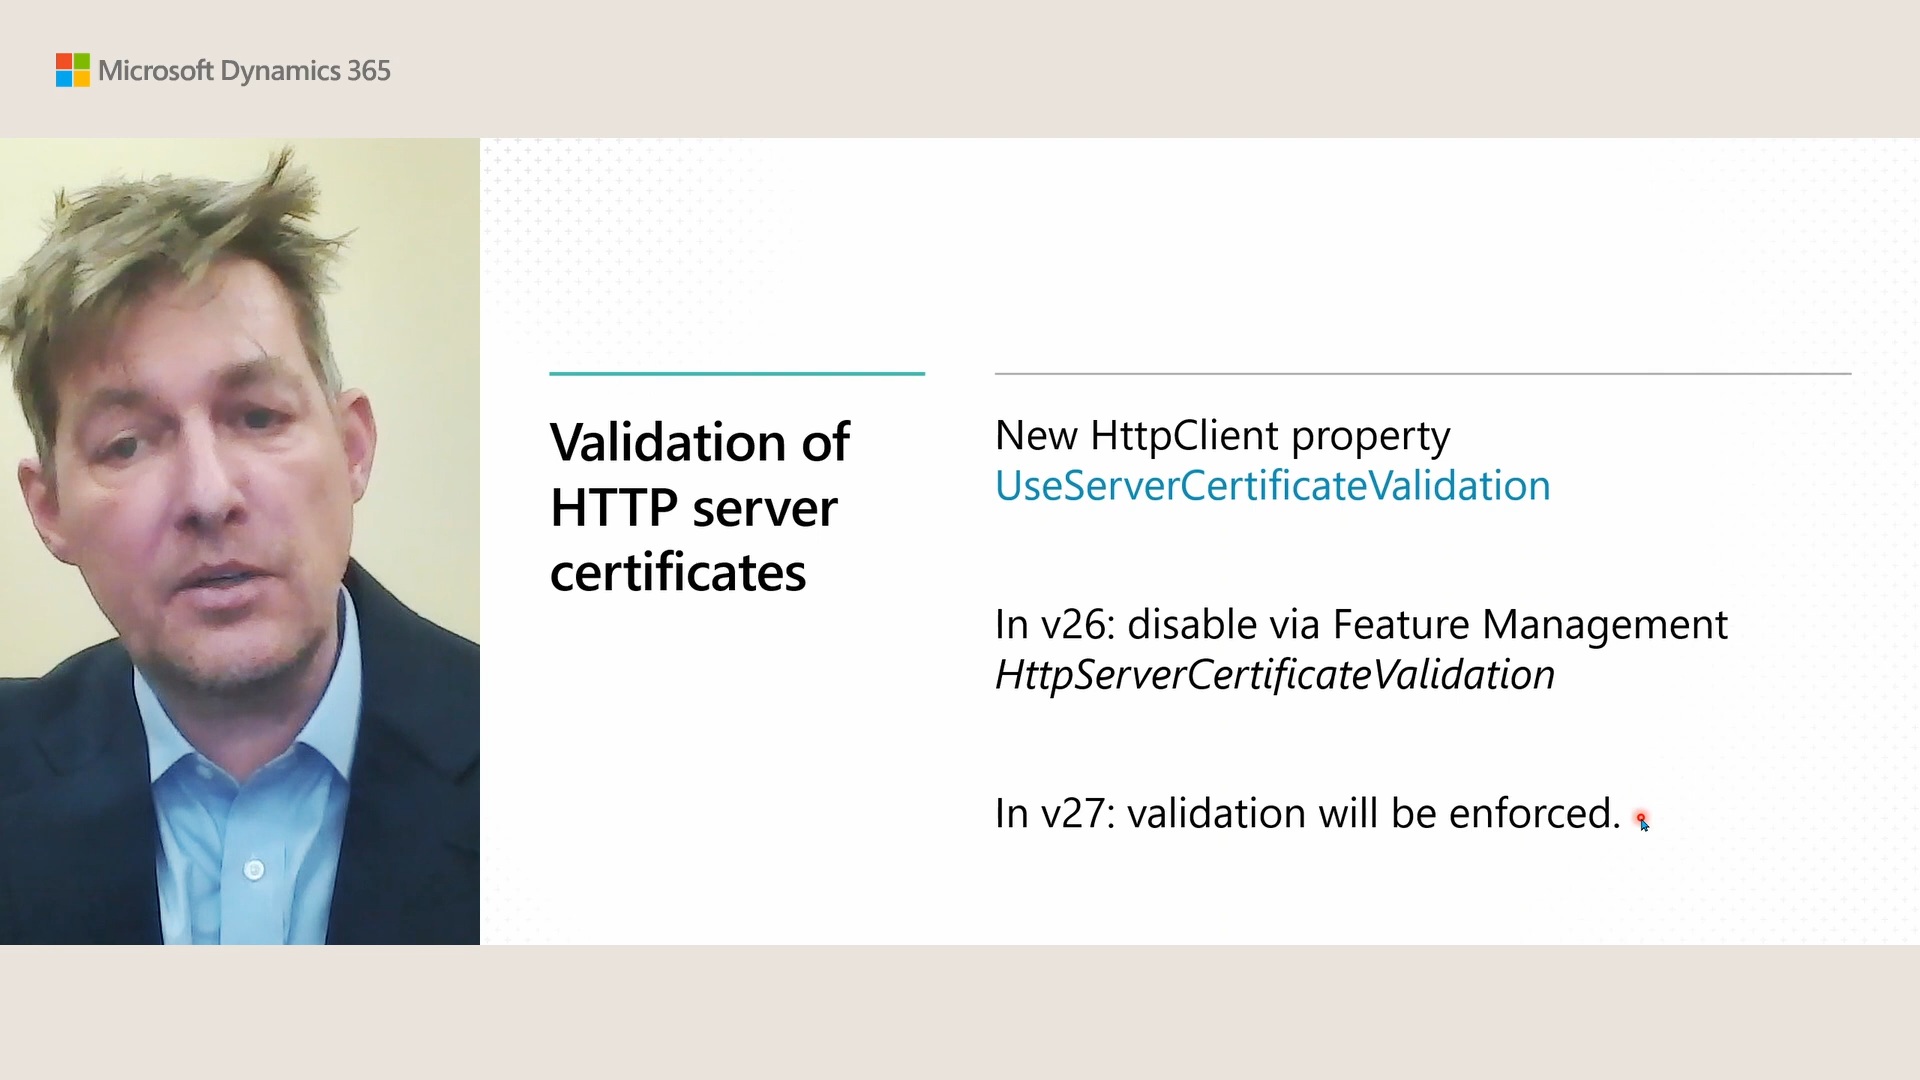 Microsoft Dynamics 365
Validation of
HTTP server
certificates
New HttpClient property
UseServerCertificateValidation
In v26: disable via Feature Management
HttpServerCertificateValidation
In v27: validation will be enforced.